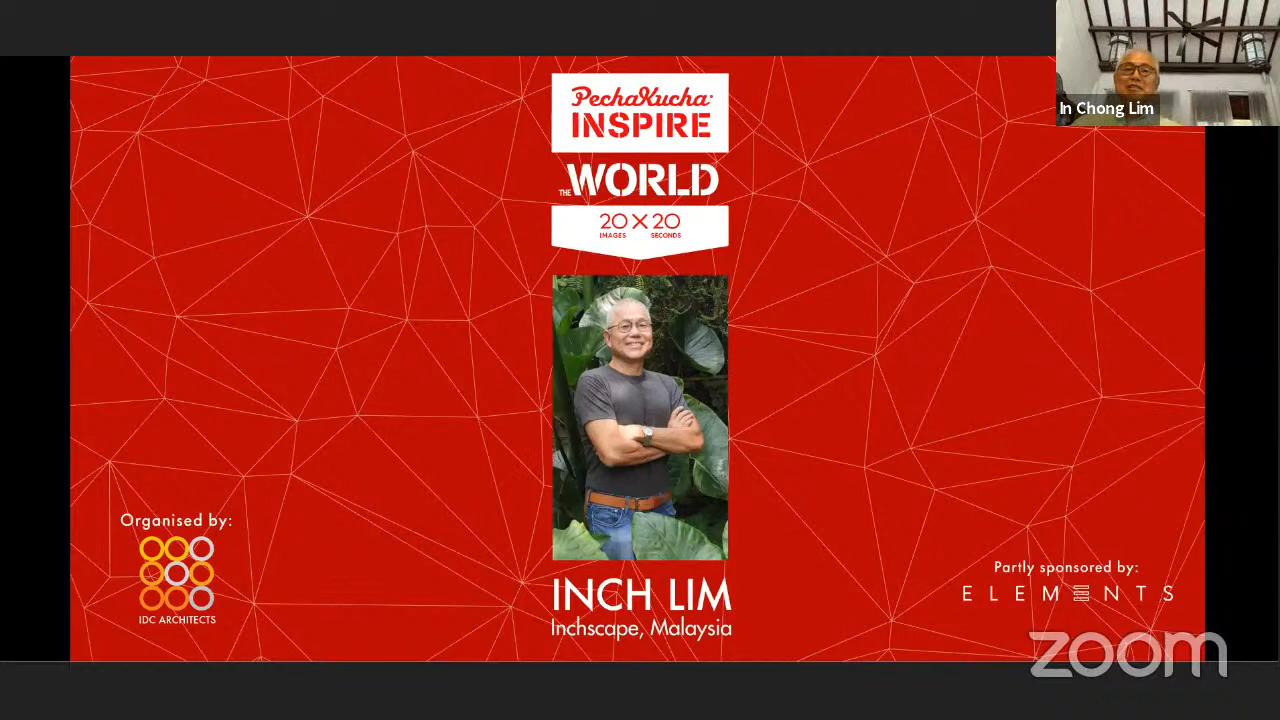 PechaKucha
INSPIRE
THE WORLD
20 X 20
IMAGES SECONDS
In Chong Lim
Organised by:
IDC ARCHITECTS
INCH LIM
Inchscape, Malaysia
Partly sponsored by:
ELEMENTS
zoom